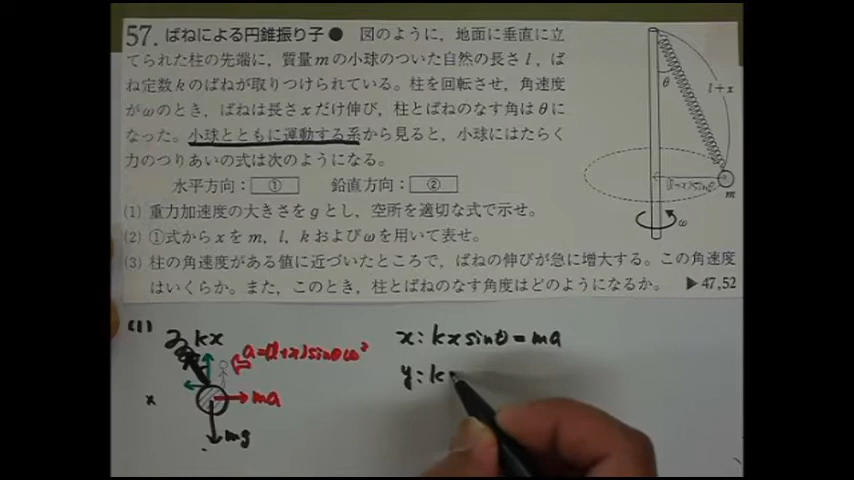 57. ばねによる円錐振り子● 図のように，地面に垂直に立
てられた柱の先端に，質量mの小球のついた自然の長さl，ば
ね定数kのばねが取りつけられている。柱を回転させ，角速度
がωのとき，ばねは長さxだけ伸び，柱とばねのなす角はθに
なった。小球とともに運動する系から見ると，小球にはたらく
力のつりあいの式は次のようになる。
水平方向：① 鉛直方向：②
(1) 重力加速度の大きさをgとし，空所を適切な式で示せ。
(2) ①式からxをm，l，kおよびωを用いて表せ。
(3) 柱の角速度がある値に近づいたところで，ばねの伸びが急に増大する。この角速度
はいくらか。また，このとき，柱とばねのなす角度はどのようになるか。 ▶47,52
θ
l+x
(l+x)sinθ
m
ω
(1)
kx
a=(l+x)sinθω²
x
ma
mg
x: kxsinθ=ma
y: k